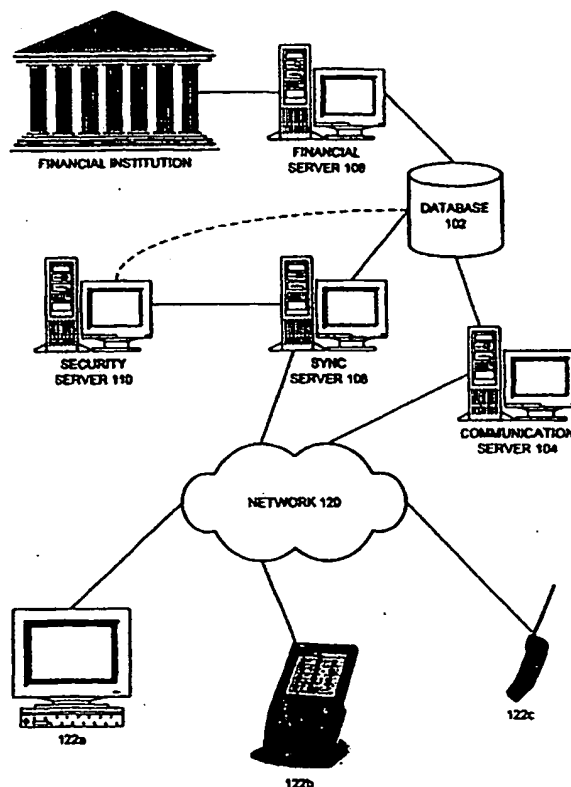 FINANCIAL INSTITUTION
FINANCIAL
SERVER 108
DATABASE
102
SECURITY
SERVER 110
SYNC
SERVER 106
COMMUNICATION
SERVER 104
NETWORK 120
122a
122b
122c